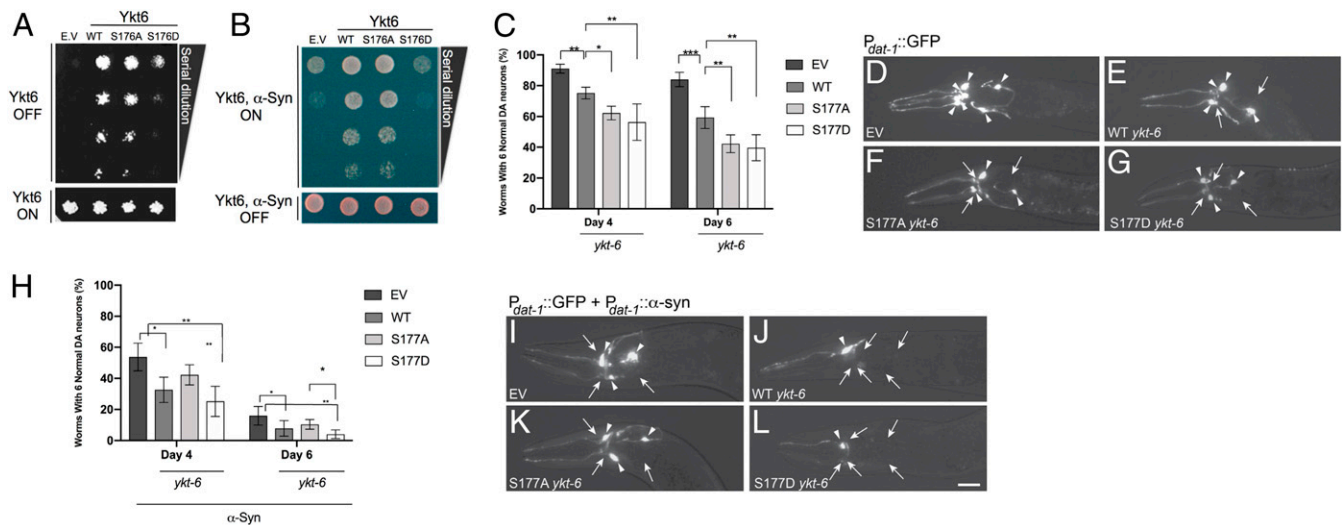 A
Ykt6
E.V WT S176A S176D
Ykt6
OFF
Serial dilution
Ykt6
ON
B
Ykt6
E.V WT S176A S176D
Ykt6, α-Syn
ON
Serial dilution
Ykt6, α-Syn
OFF
C
Worms With 6 Normal DA neurons (%)
100
80
60
40
20
0
** * **
*** ** **
EV
WT
S177A
S177D
Day 4 Day 6
ykt-6 ykt-6
Pdat-1::GFP
D
EV
E
WT ykt-6
F
S177A ykt-6
G
S177D ykt-6
H
Worms With 6 Normal DA neurons (%)
100
80
60
40
20
0
* ** **
* ** *
EV
WT
S177A
S177D
Day 4 Day 6
ykt-6 ykt-6
α-Syn
Pdat-1::GFP + Pdat-1::α-syn
I
EV
J
WT ykt-6
K
S177A ykt-6
L
S177D ykt-6